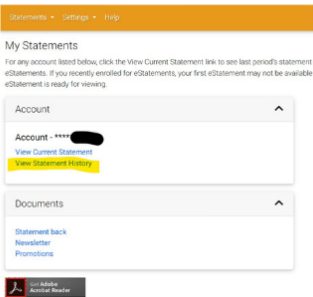 Statements Settings Help
My Statements
For any account listed below, click the View Current Statement link to see last period's statement
eStatements. If you recently enrolled for eStatements, your first eStatement may not be available
eStatement is ready for viewing.
Account
Account - ****
View Current Statement
View Statement History
Documents
Statement back
Newsletter
Promotions
Get Adobe
Acrobat Reader